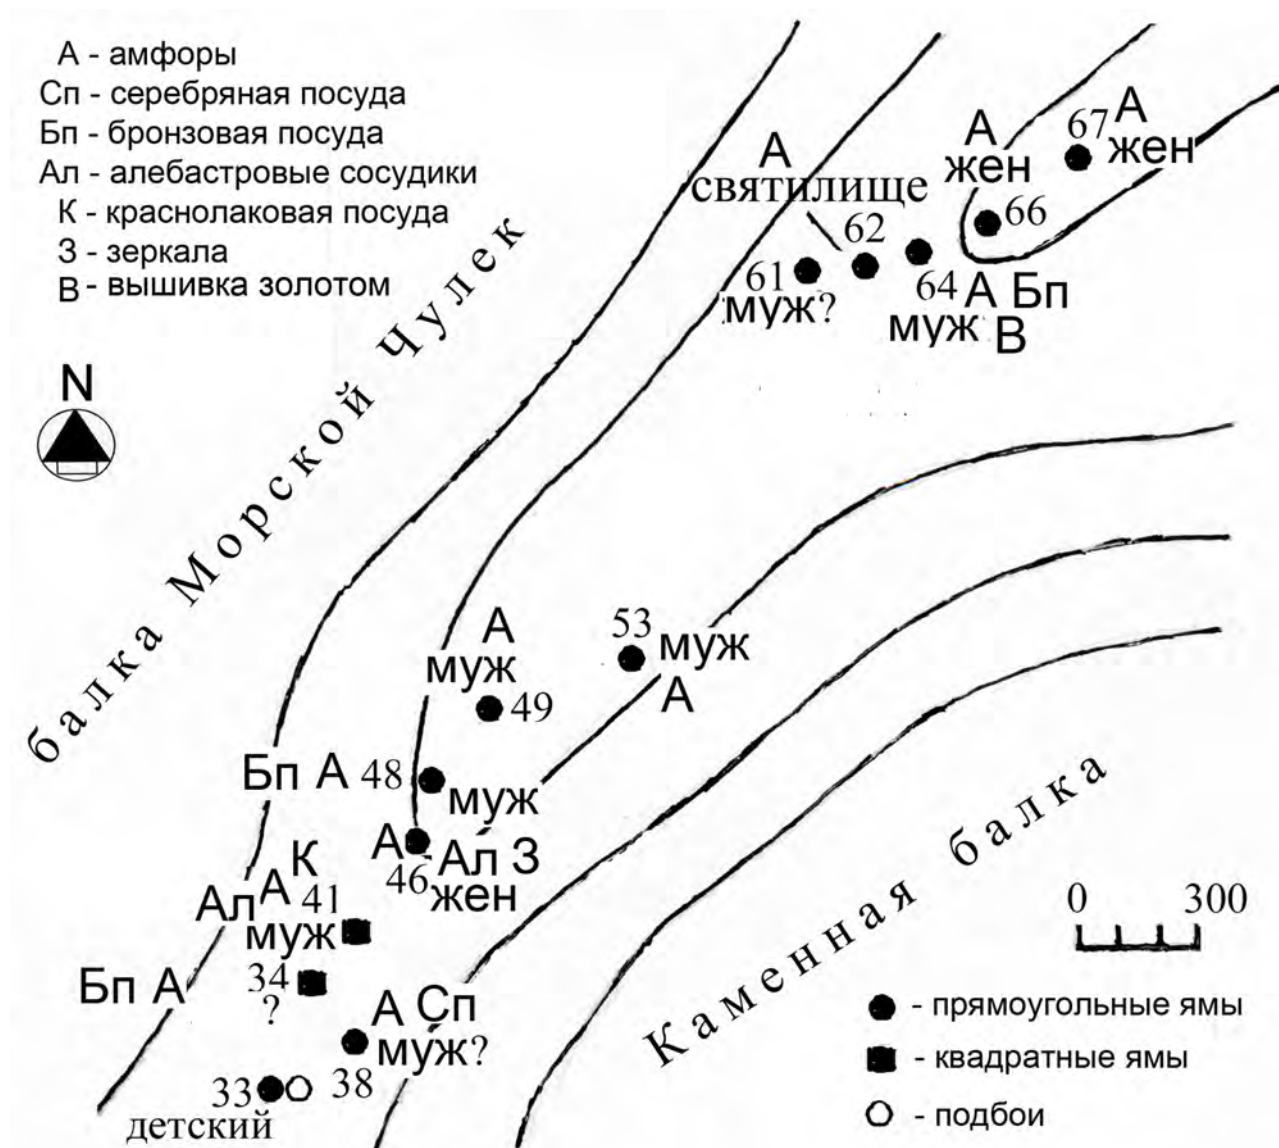 А - амфоры
Сп - серебряная посуда
Бп - бронзовая посуда
Ал - алебастровые сосудики
К - краснолаковая посуда
З - зеркала
В - вышивка золотом
N
балка Морской Чулек
А
святилище
62
61
муж?
64 А Бп
муж В
А
жен
66
67 А
жен
53 муж
А
А
муж
49
Бп А 48
муж
А
46 Ал З
жен
К
Ал А 41
муж
Бп А 34
?
А Сп
муж?
38
33
детский
Каменная балка
0 300
- прямоугольные ямы
- квадратные ямы
- подбои